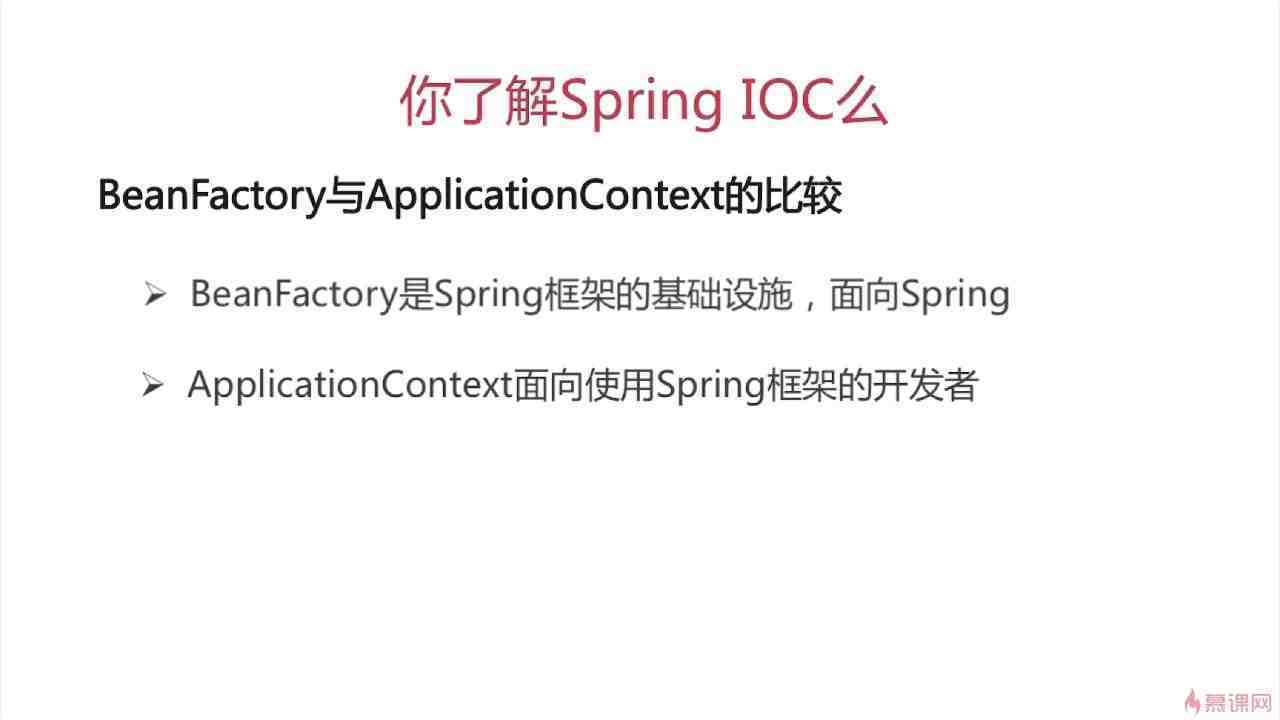 你了解Spring IOC么
BeanFactory与ApplicationContext的比较
BeanFactory是Spring框架的基础设施，面向Spring
ApplicationContext面向使用Spring框架的开发者
慕课网